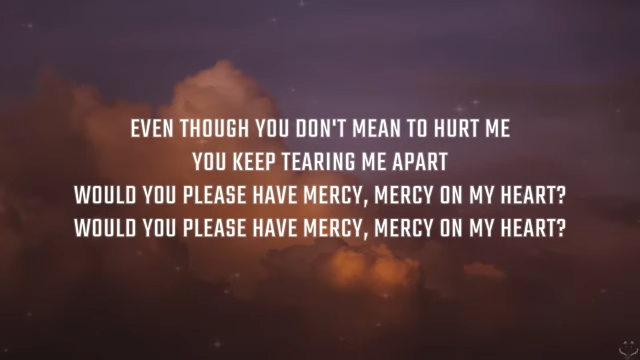 EVEN THOUGH YOU DON'T MEAN TO HURT ME
YOU KEEP TEARING ME APART
WOULD YOU PLEASE HAVE MERCY, MERCY ON MY HEART?
WOULD YOU PLEASE HAVE MERCY, MERCY ON MY HEART?